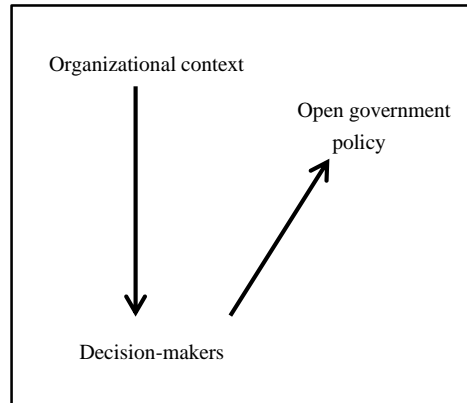 Organizational context
Open government
policy
Decision-makers